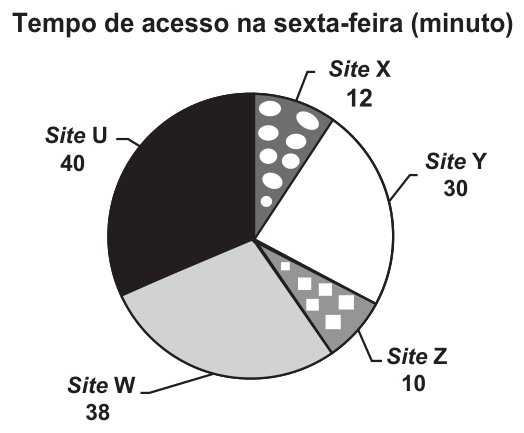 Tempo de acesso na sexta-feira (minuto)
Site X
12
Site Y
30
Site Z
10
Site W
38
Site U
40